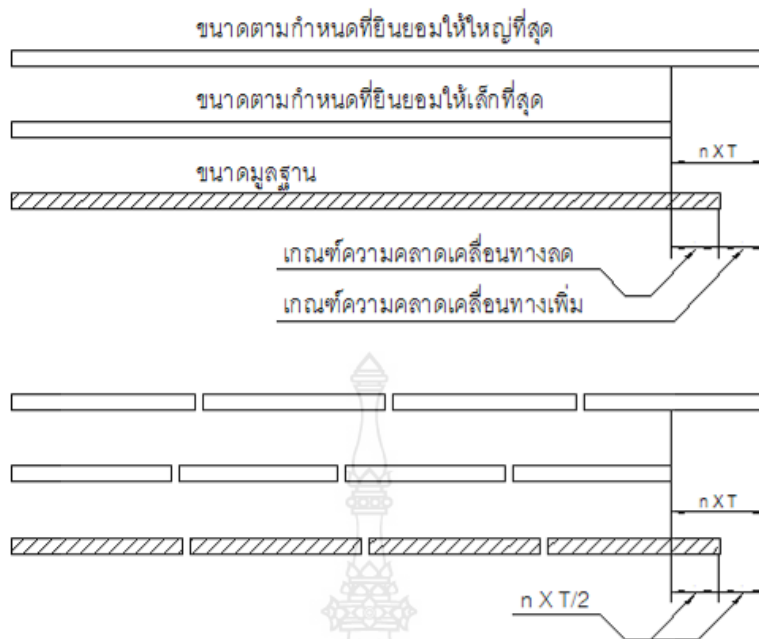 ขนาดตามกำหนดที่ยินยอมให้ใหญ่ที่สุด
ขนาดตามกำหนดที่ยินยอมให้เล็กที่สุด
n X T
ขนาดมูลฐาน
เกณฑ์ความคลาดเคลื่อนทางลด
เกณฑ์ความคลาดเคลื่อนทางเพิ่ม
n X T
n X T/2